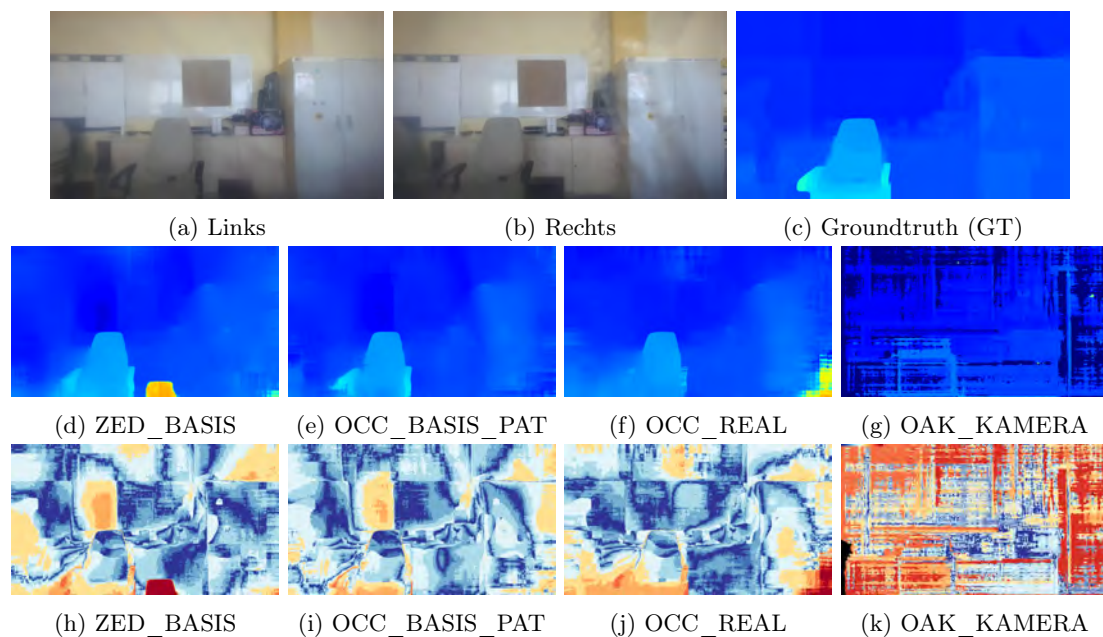 (a) Links
(b) Rechts
(c) Groundtruth (GT)
(d) ZED_BASIS
(e) OCC_BASIS_PAT
(f) OCC_REAL
(g) OAK_KAMERA
(h) ZED_BASIS
(i) OCC_BASIS_PAT
(j) OCC_REAL
(k) OAK_KAMERA